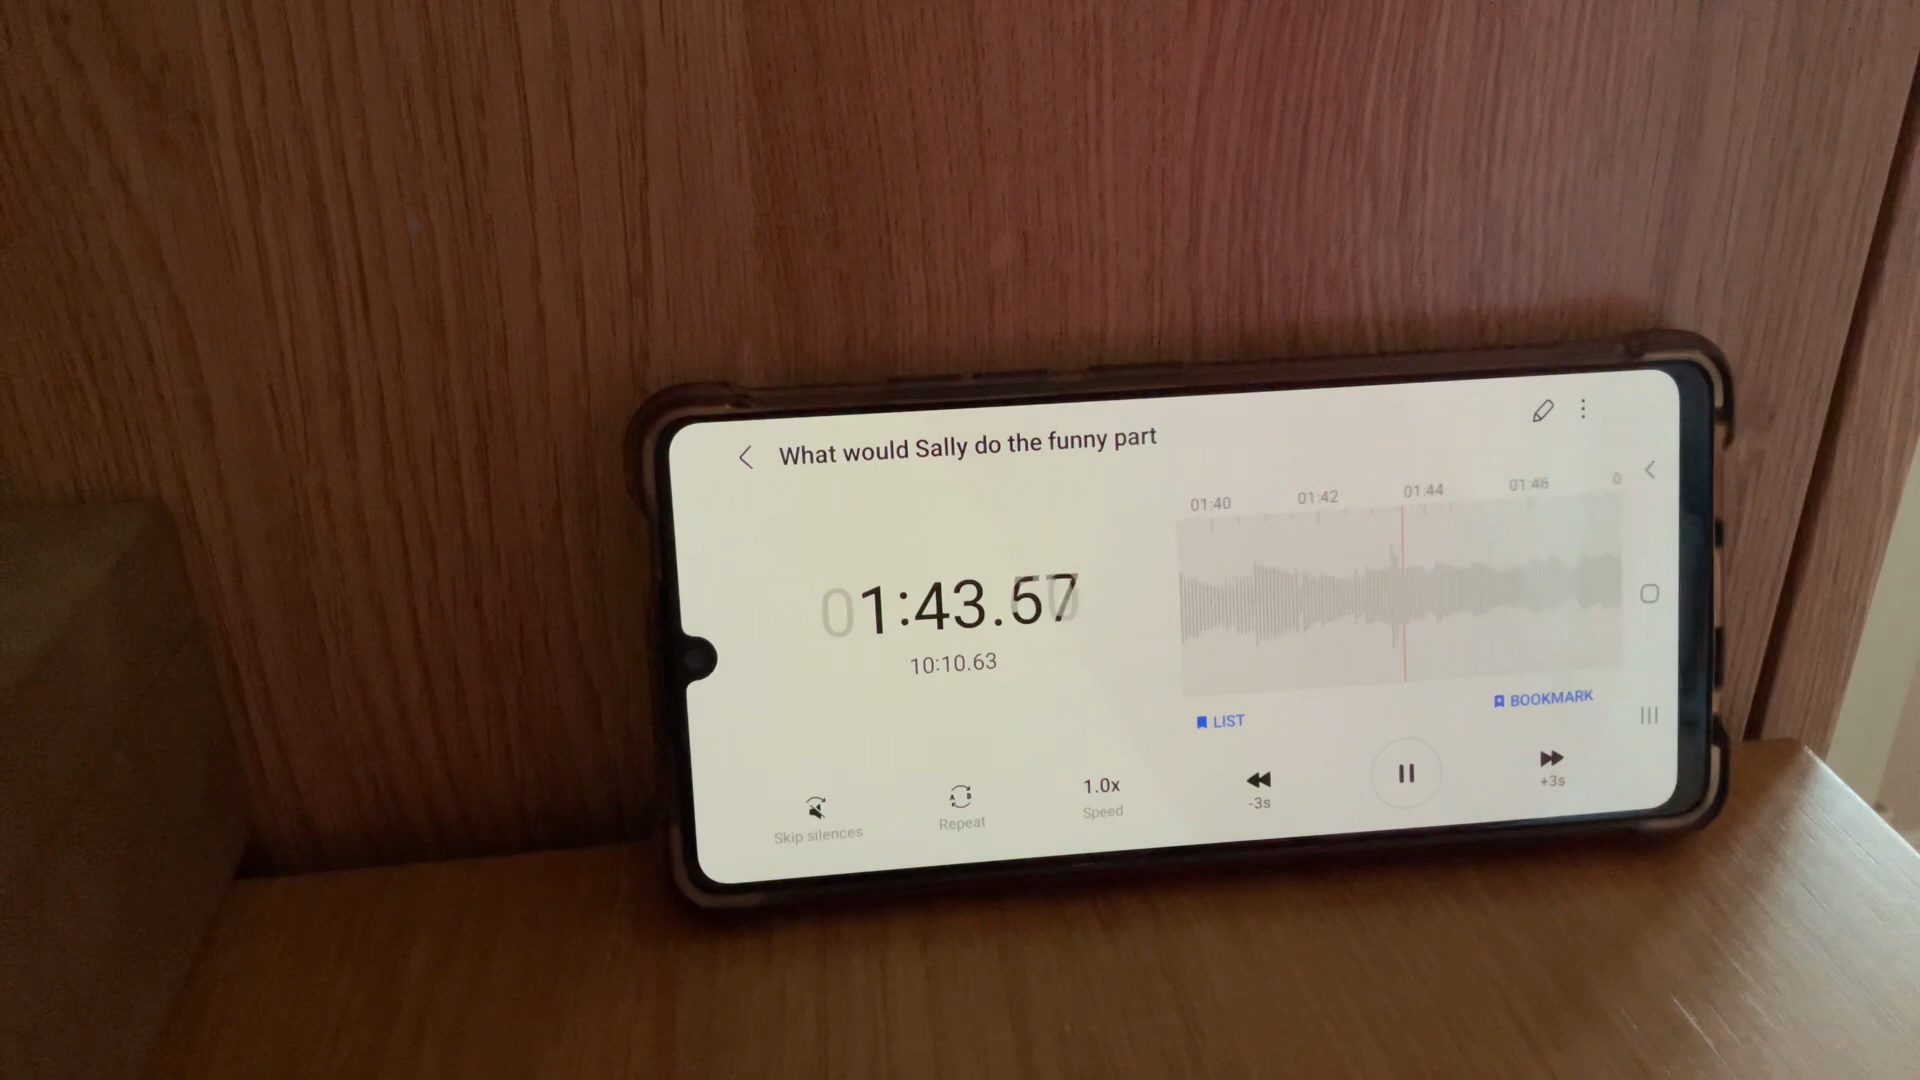 What would Sally do the funny part
01:40 01:42 01:44 01:46 0
01:43.57
10:10.63
LIST
BOOKMARK
Skip silences
Repeat
1.0x
Speed
-3s
+3s